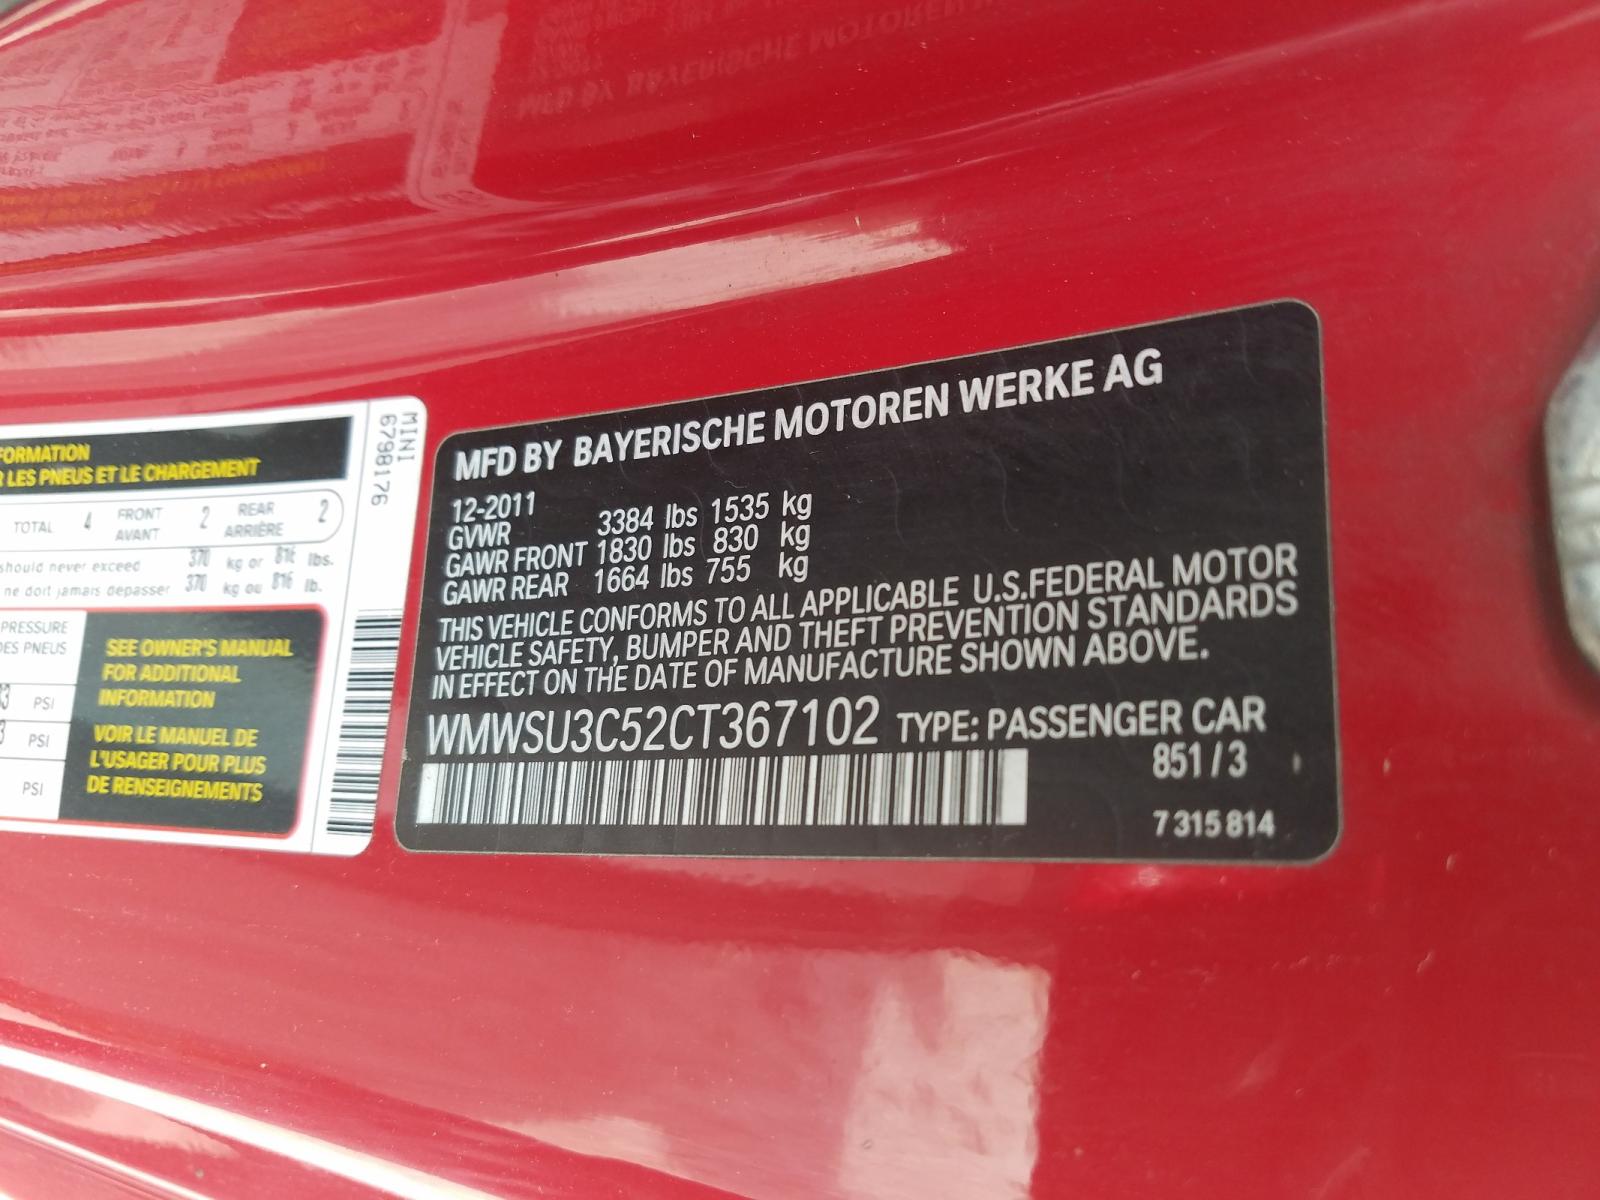 FORMATION
R LES PNEUS ET LE CHARGEMENT
TOTAL 4 FRONT 2 REAR 2
AVANT ARRIÈRE
should never exceed 370 kg or 816 lbs.
ne doit jamais depasser 370 kg ou 816 lb.
PRESSURE
DES PNEUS
33 PSI
3 PSI
PSI
SEE OWNER'S MANUAL
FOR ADDITIONAL
INFORMATION
VOIR LE MANUEL DE
L'USAGER POUR PLUS
DE RENSEIGNEMENTS
MINI
6798176
MFD BY BAYERISCHE MOTOREN WERKE AG
12-2011
GVWR 3384 lbs 1535 kg
GAWR FRONT 1830 lbs 830 kg
GAWR REAR 1664 lbs 755 kg
THIS VEHICLE CONFORMS TO ALL APPLICABLE U.S.FEDERAL MOTOR
VEHICLE SAFETY, BUMPER AND THEFT PREVENTION STANDARDS
IN EFFECT ON THE DATE OF MANUFACTURE SHOWN ABOVE.
WMWSU3C52CT367102 TYPE: PASSENGER CAR
851 / 3
7 315 814